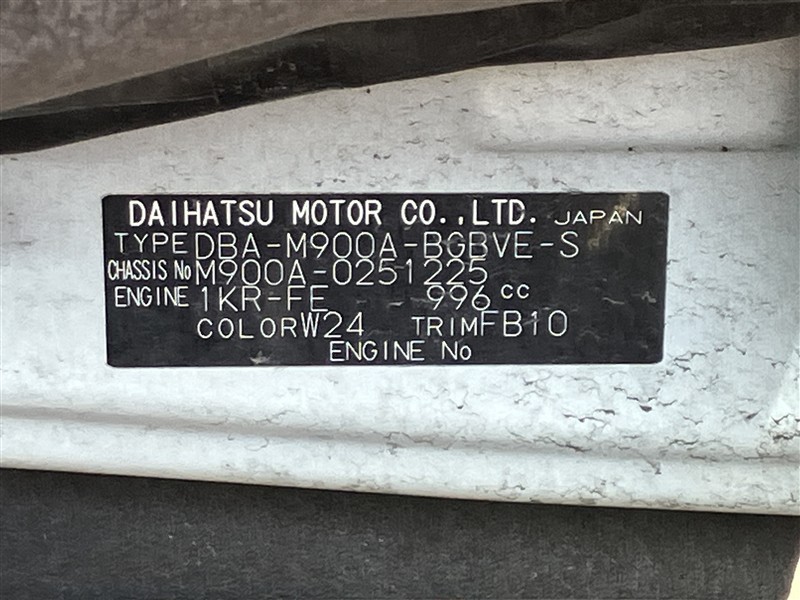 DAIHATSU MOTOR CO.,LTD. JAPAN
TYPE DBA-M900A-BGBVE-S
CHASSIS No M900A-0251225
ENGINE 1KR-FE - 996 cc
COLOR W24 TRIM FB10
ENGINE No